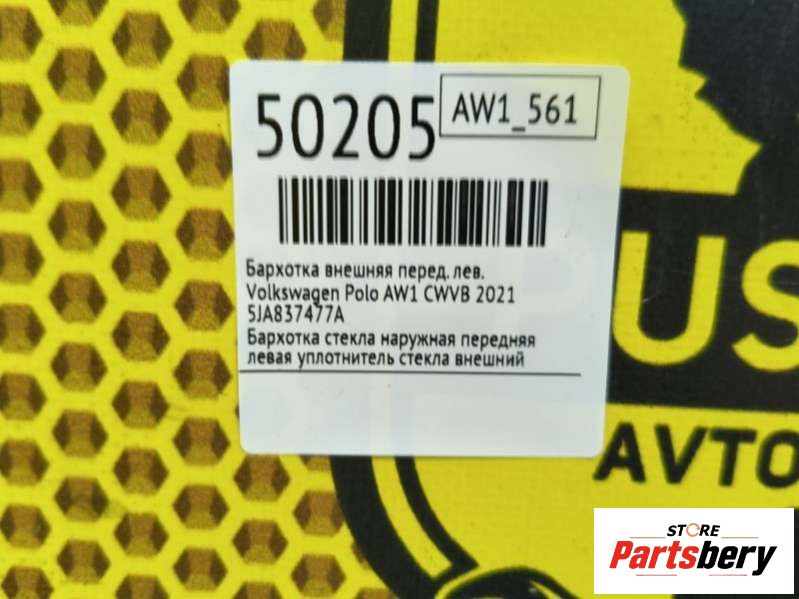 50205
AW1_561
Бархотка внешняя перед. лев.
Volkswagen Polo AW1 CWVB 2021
5JA837477A
Бархотка стекла наружная передняя
левая уплотнитель стекла внешний
US
AVTO
STORE
Partsbery